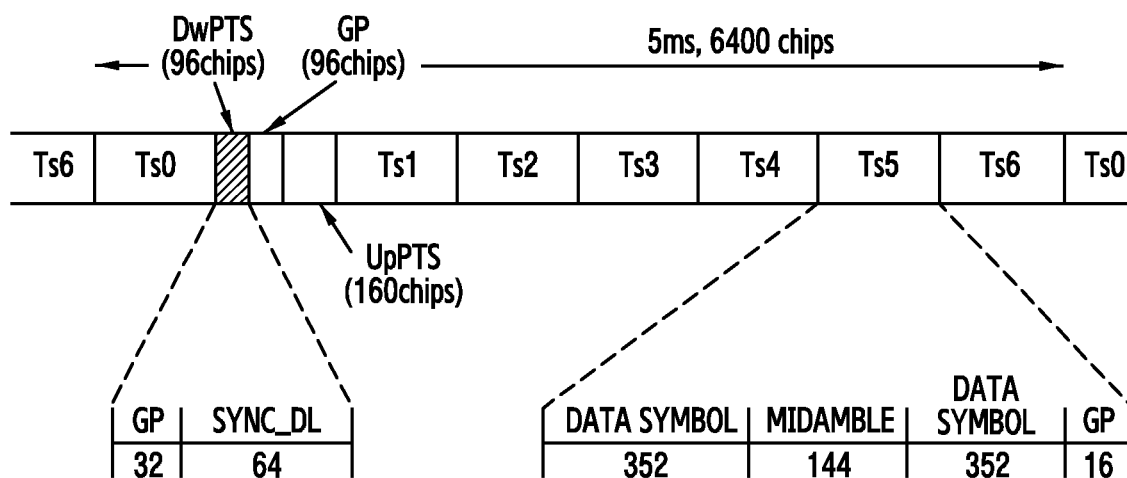 DwPTS
(96chips)
GP
(96chips)
5ms, 6400 chips
Ts6 Ts0 Ts1 Ts2 Ts3 Ts4 Ts5 Ts6 Ts0
UpPTS
(160chips)
GP SYNC_DL
32 64
DATA SYMBOL MIDAMBLE DATA SYMBOL GP
352 144 352 16